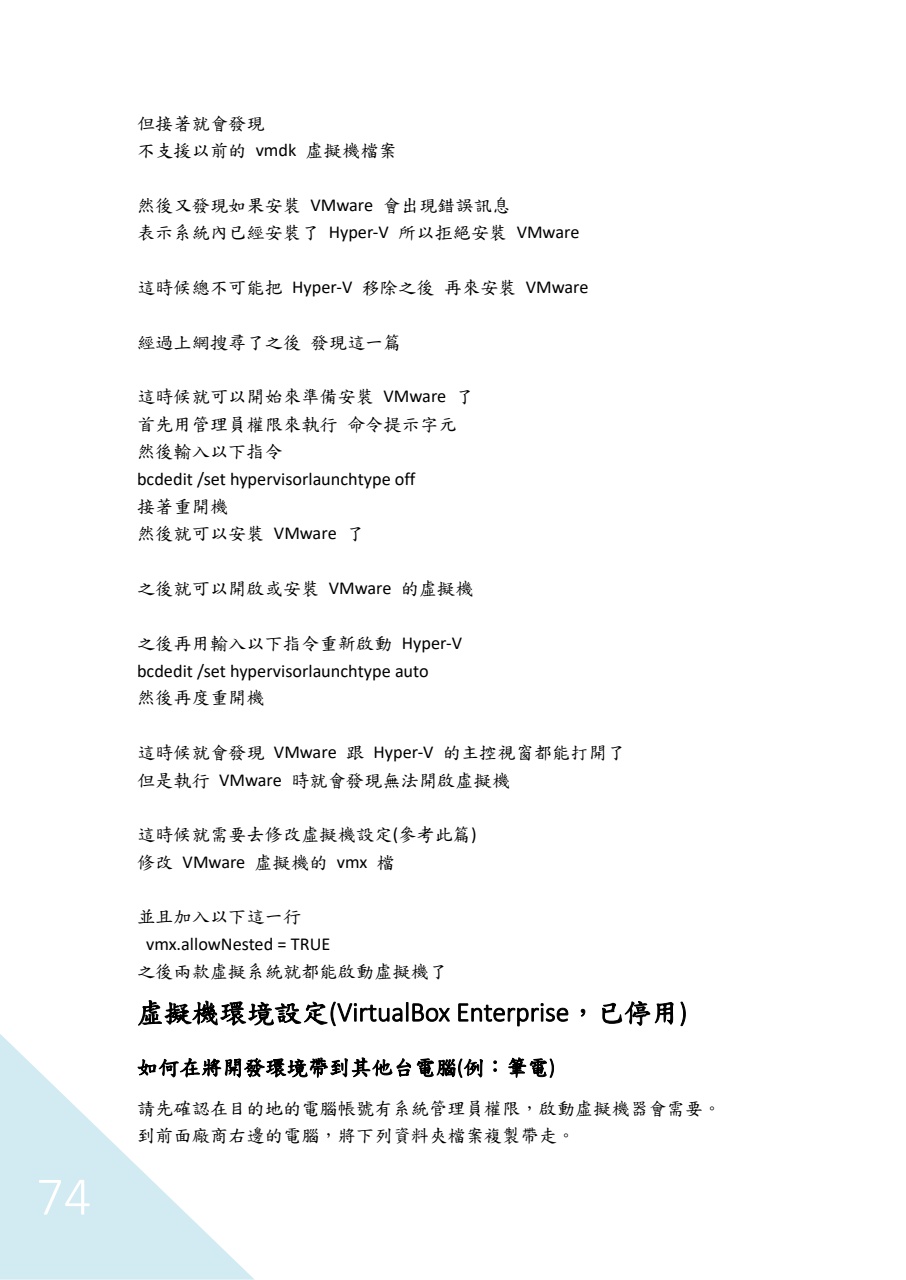 但接著就會發現
不支援以前的 vmdk 虛擬機檔案
然後又發現如果安裝 VMware 會出現錯誤訊息
表示系統內已經安裝了 Hyper-V 所以拒絕安裝 VMware
這時候總不可能把 Hyper-V 移除之後 再來安裝 VMware
經過上網搜尋了之後 發現這一篇
這時候就可以開始來準備安裝 VMware 了
首先用管理員權限來執行 命令提示字元
然後輸入以下指令
bcdedit /set hypervisorlaunchtype off
接著重開機
然後就可以安裝 VMware 了
之後就可以開啟或安裝 VMware 的虛擬機
之後再用輸入以下指令重新啟動 Hyper-V
bcdedit /set hypervisorlaunchtype auto
然後再度重開機
這時候就會發現 VMware 跟 Hyper-V 的主控視窗都能打開了
但是執行 VMware 時就會發現無法開啟虛擬機
這時候就需要去修改虛擬機設定(參考此篇)
修改 VMware 虛擬機的 vmx 檔
並且加入以下這一行
vmx.allowNested = TRUE
之後兩款虛擬系統就都能啟動虛擬機了
虛擬機環境設定(VirtualBox Enterprise，已停用)
如何在將開發環境帶到其他台電腦(例：筆電)
請先確認在目的地的電腦帳號有系統管理員權限，啟動虛擬機器會需要。
到前面廠商右邊的電腦，將下列資料夾檔案複製帶走。
74